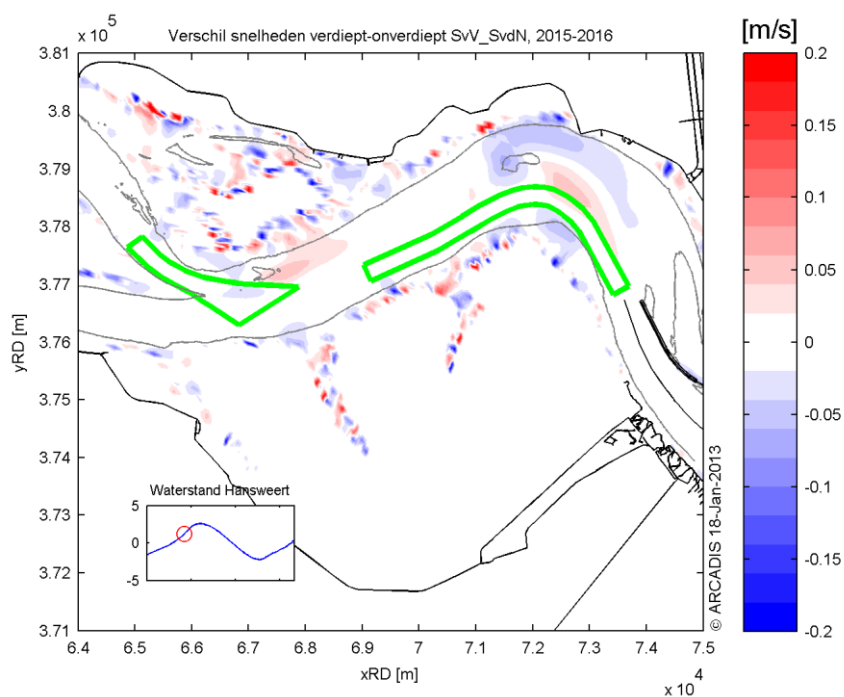 Verschil snelheden verdiept-onverdiept SvV_SvdN, 2015-2016
x 10^5
[m/s]
3.81
3.8
3.79
3.78
3.77
3.76
3.75
3.74
3.73
3.72
3.71
yRD [m]
Waterstand Hansweert
5
0
-5
6.4 6.5 6.6 6.7 6.8 6.9 7 7.1 7.2 7.3 7.4 7.5
xRD [m]
x 10^4
© ARCADIS 18-Jan-2013
0.2
0.15
0.1
0.05
0
-0.05
-0.1
-0.15
-0.2